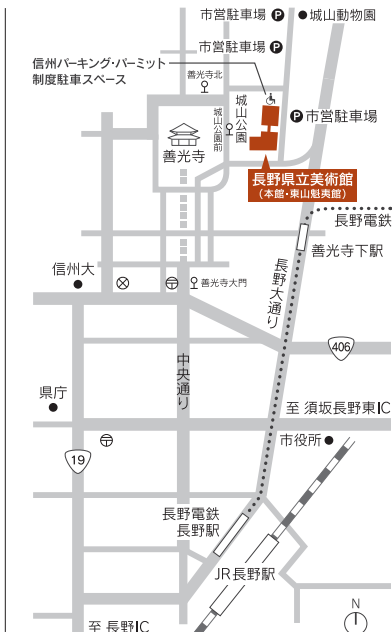 市営駐車場 P
城山動物園
市営駐車場 P
信州パーキング・パーミット
制度駐車スペース
善光寺北
城山公園前
城山公園
P 市営駐車場
善光寺
長野県立美術館
(本館・東山魁夷館)
長野電鉄
善光寺下駅
信州大
善光寺大門
長野大通り
406
中央通り
県庁
至 須坂長野東IC
市役所
19
長野電鉄
長野駅
JR長野駅
至 長野IC
N